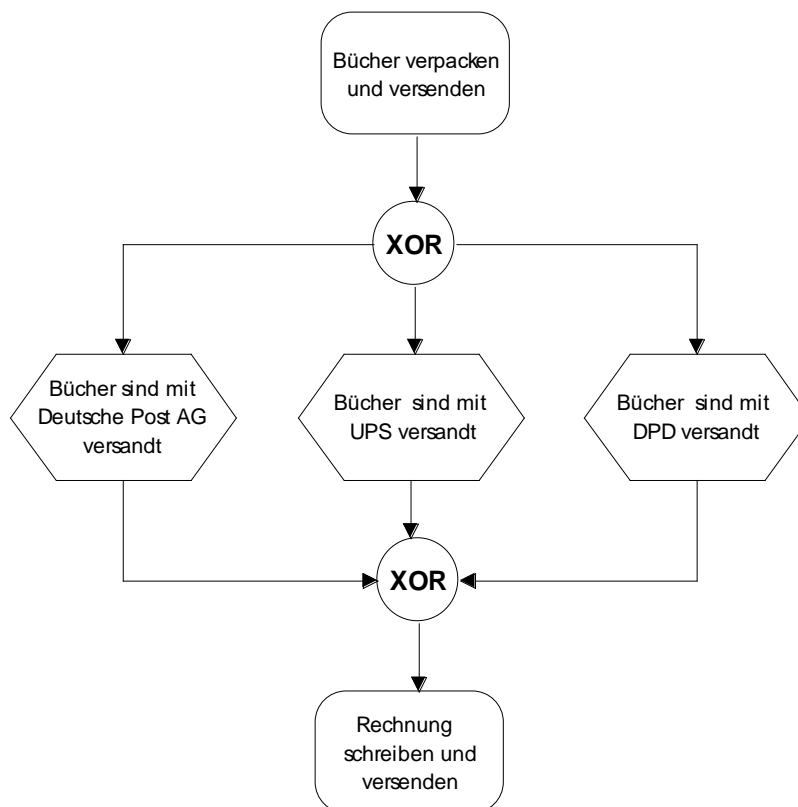 Bücher verpacken
und versenden
XOR
Bücher sind mit
Deutsche Post AG
versandt
Bücher sind mit
UPS versandt
Bücher sind mit
DPD versandt
XOR
Rechnung
schreiben und
versenden